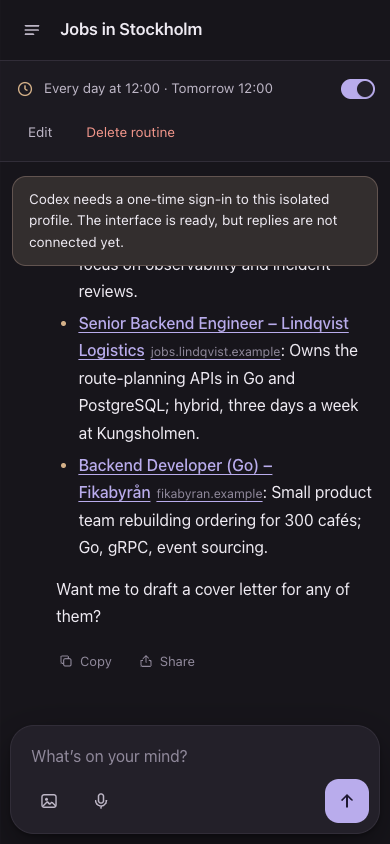 Jobs in Stockholm
Every day at 12:00 · Tomorrow 12:00
Edit
Delete routine
Codex needs a one-time sign-in to this isolated
profile. The interface is ready, but replies are not
connected yet.
focus on observability and incident
reviews.
• Senior Backend Engineer – Lindqvist
Logistics jobs.lindqvist.example: Owns the
route-planning APIs in Go and
PostgreSQL; hybrid, three days a week
at Kungsholmen.
• Backend Developer (Go) –
Fikabyrån fikabyran.example: Small product
team rebuilding ordering for 300 cafés;
Go, gRPC, event sourcing.
Want me to draft a cover letter for any of
them?
Copy
Share
What's on your mind?